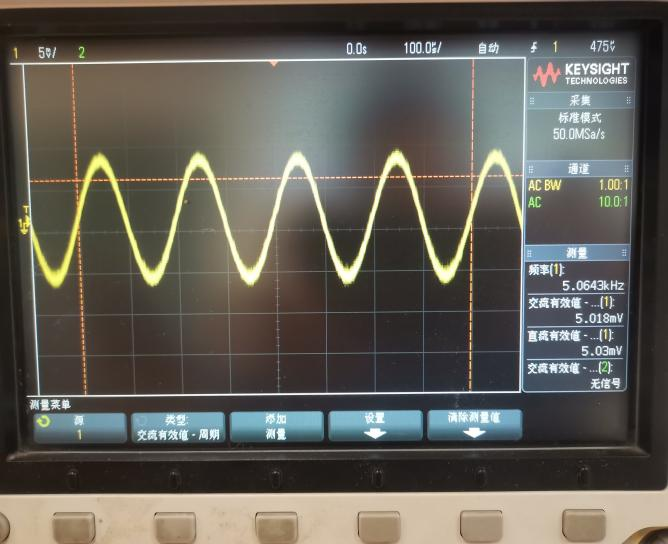 1 5▽/ 2 0.0s 100.0㎲/ 自动 1 475▽
KEYSIGHT
TECHNOLOGIES
采集
标准模式
50.0MSa/s
通道
AC BW 1.00:1
AC 10.0:1
测量
频率(1):
5.0643kHz
交流有效值 - ...(1):
5.018mV
直流有效值 - ...(1):
5.03mV
交流有效值 - ...(2):
无信号
T
1
测量菜单
源
1
类型:
交流有效值 - 周期
添加
测量
设置
清除测量值